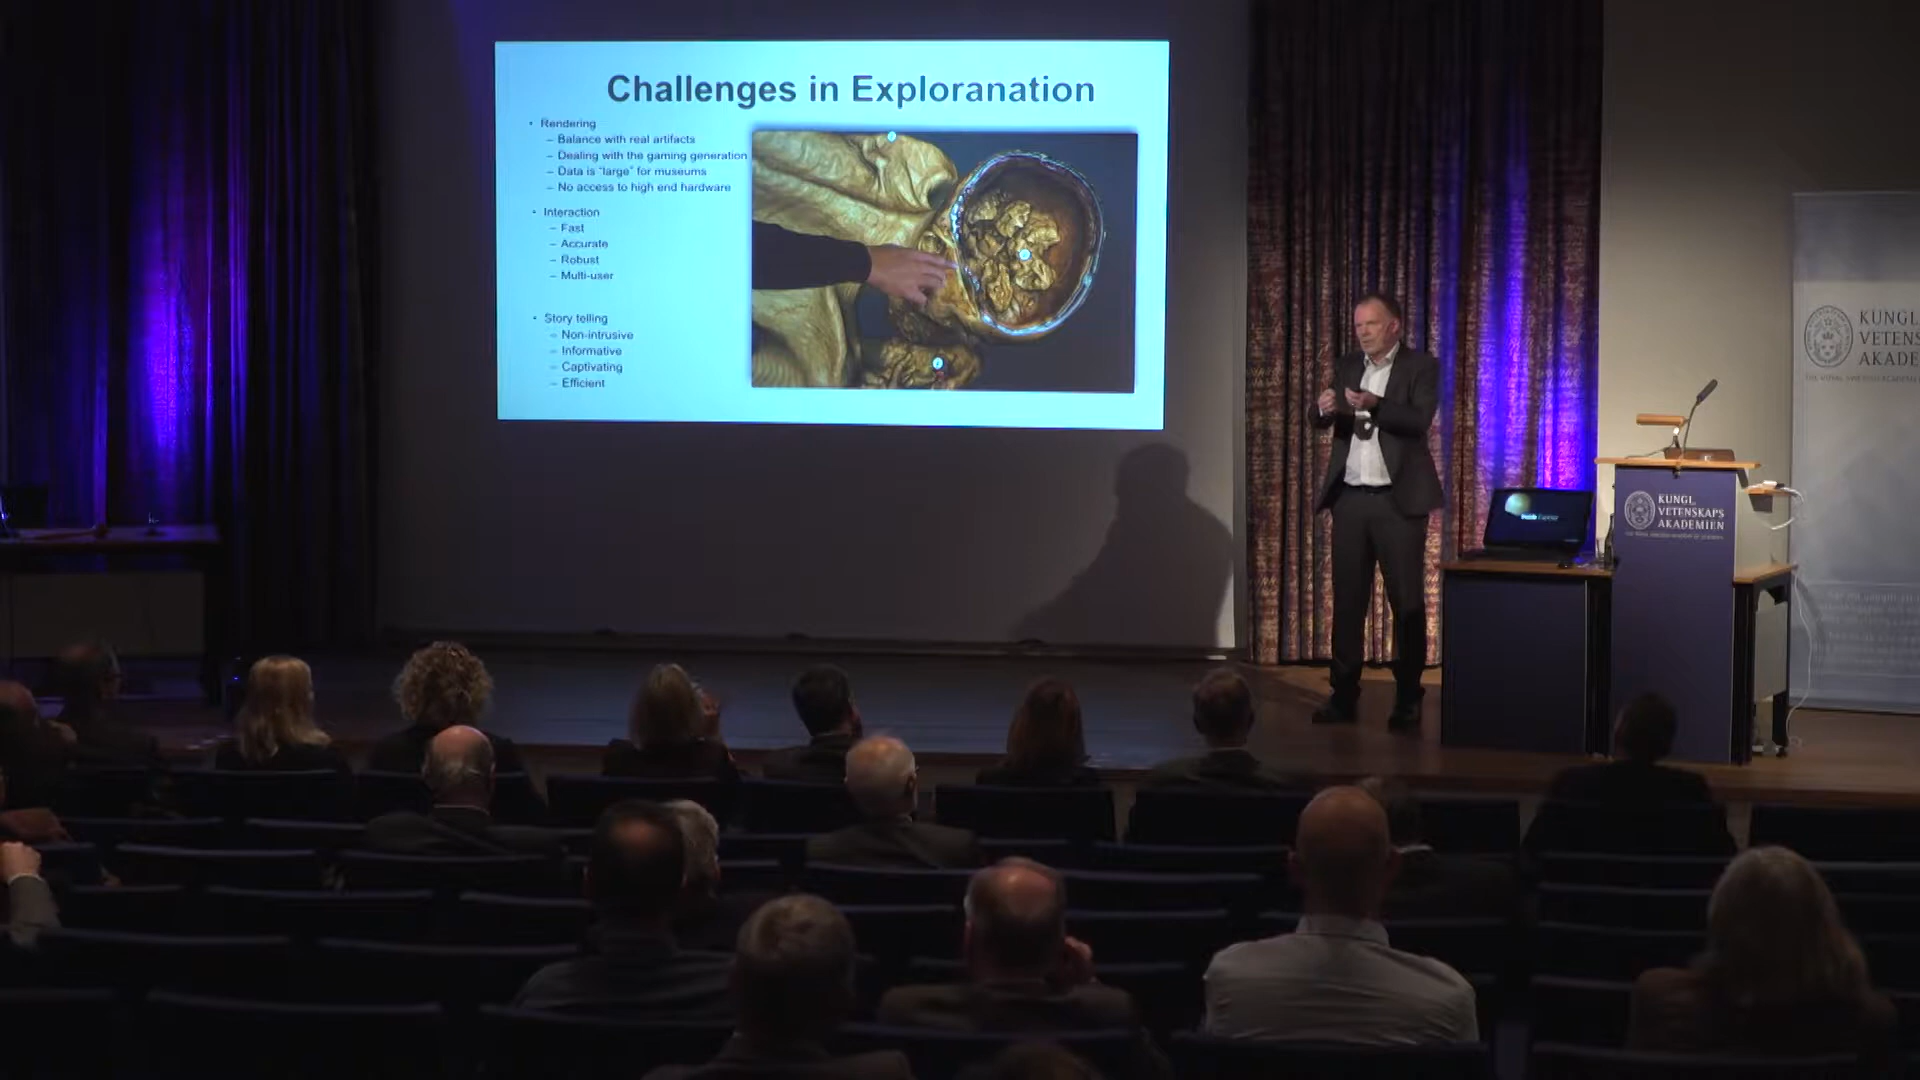 Challenges in Exploranation
• Rendering
– Balance with real artifacts
– Dealing with the gaming generation
– Data is "large" for museums
– No access to high end hardware
• Interaction
– Fast
– Accurate
– Robust
– Multi-user
• Story telling
– Non-intrusive
– Informative
– Captivating
– Efficient
KUNGL.
VETENSKAPS
AKADEMIEN
KUNGL.
VETENS
AKADE
Inside Explorer